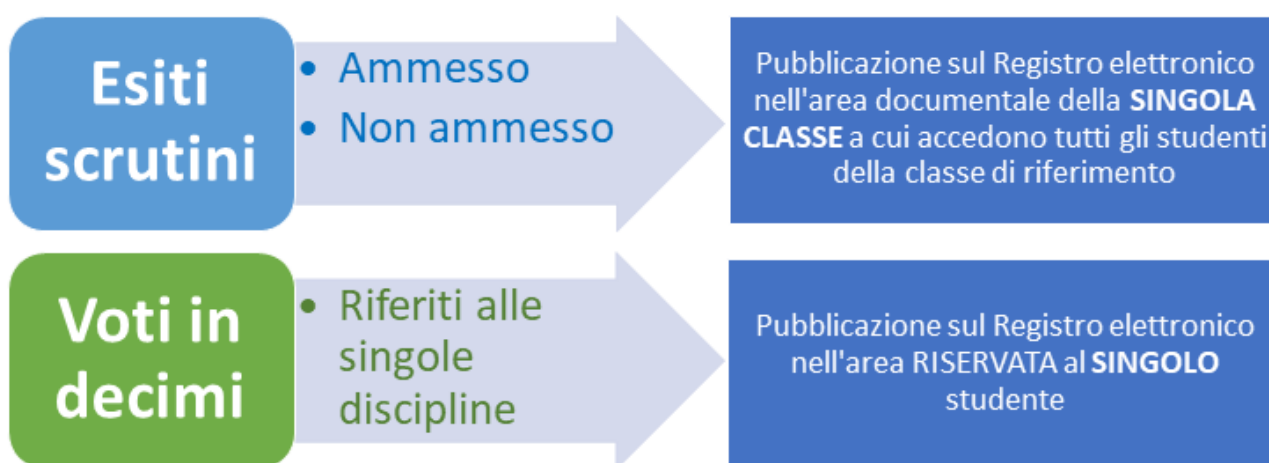 Esiti
scrutini
• Ammesso
• Non ammesso
Pubblicazione sul Registro elettronico
nell'area documentale della SINGOLA
CLASSE a cui accedono tutti gli studenti
della classe di riferimento
Voti in
decimi
• Riferiti alle
singole
discipline
Pubblicazione sul Registro elettronico
nell'area RISERVATA al SINGOLO
studente